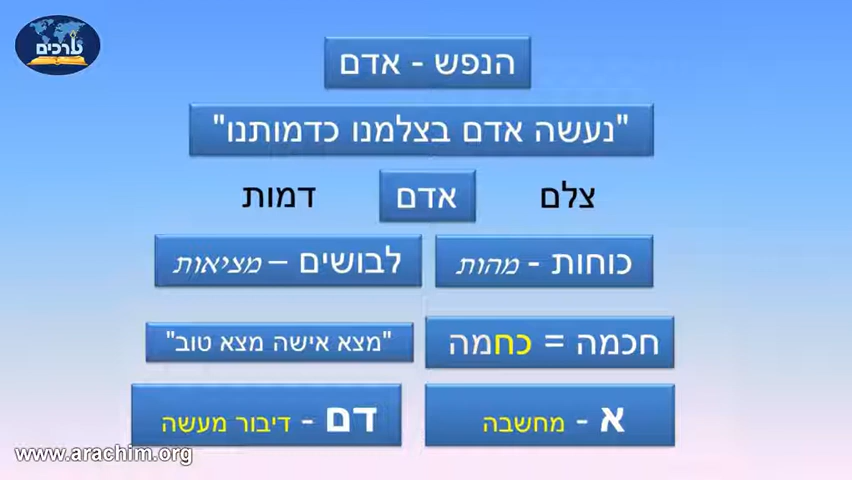 ערכים
הנפש - אדם
"נעשה אדם בצלמנו כדמותנו"
צלם אדם דמות
כוחות - מהות לבושים – מציאות
חכמה = כחמה "מצא אישה מצא טוב"
א - מחשבה דם - דיבור מעשה
www.arachim.org